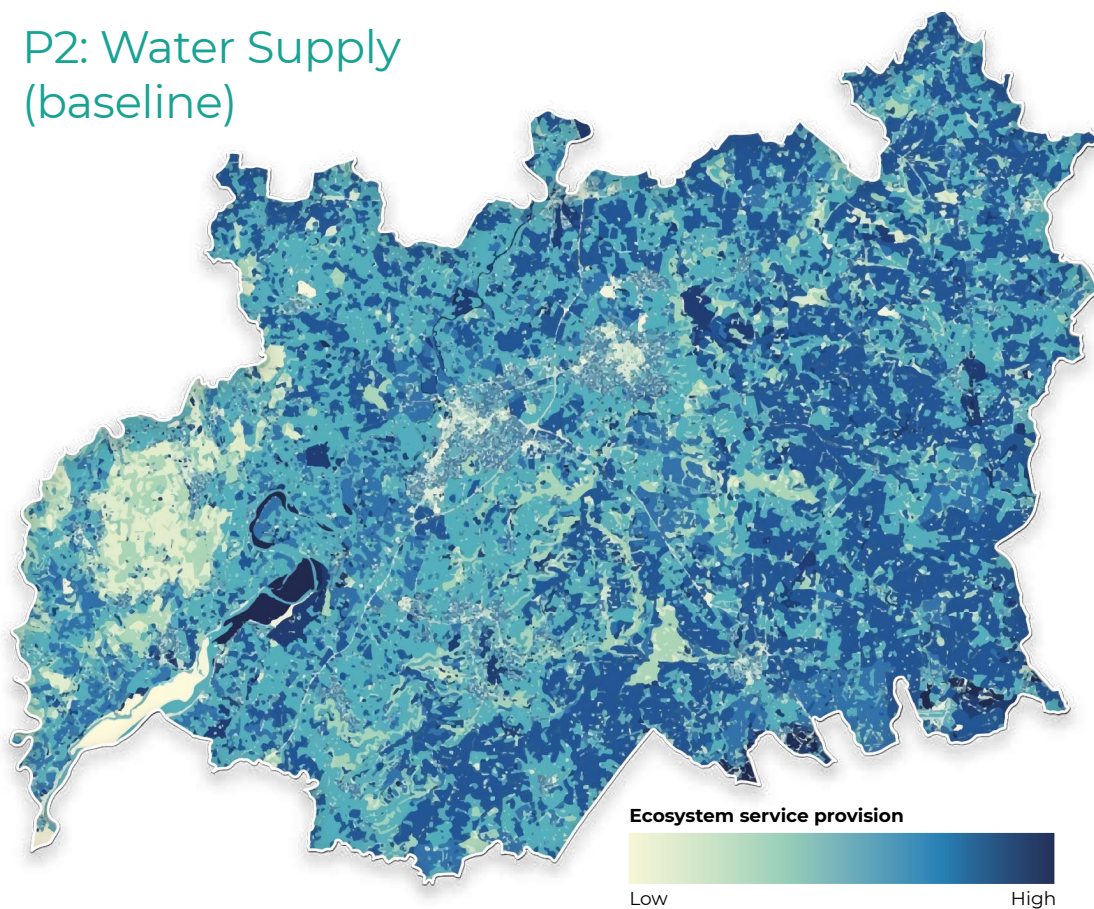 P2: Water Supply
(baseline)
Ecosystem service provision
Low High